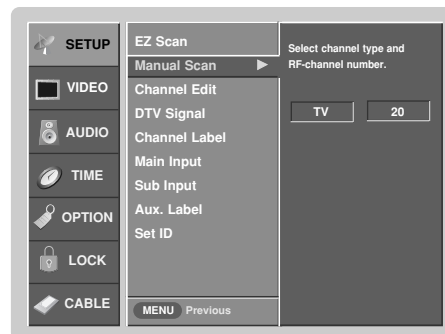 SETUP
VIDEO
AUDIO
TIME
OPTION
LOCK
CABLE
EZ Scan
Manual Scan
Channel Edit
DTV Signal
Channel Label
Main Input
Sub Input
Aux. Label
Set ID
MENU Previous
Select channel type and
RF-channel number.
TV 20